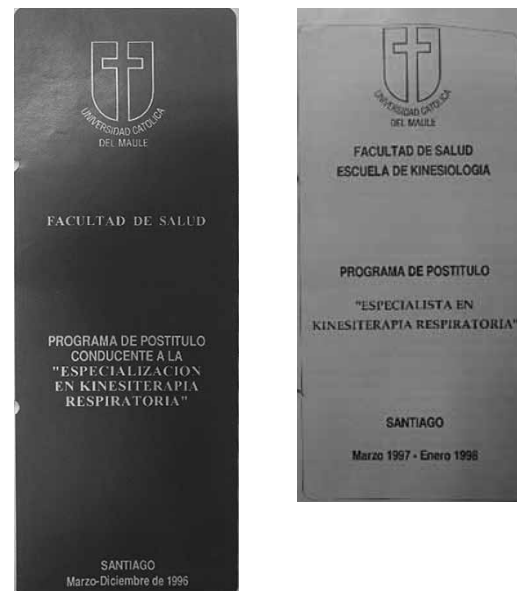 UNIVERSIDAD CATOLICA
DEL MAULE
FACULTAD DE SALUD
PROGRAMA DE POSTITULO
CONDUCENTE A LA
"ESPECIALIZACION
EN KINESITERAPIA
RESPIRATORIA"
SANTIAGO
Marzo-Diciembre de 1996
UNIVERSIDAD CATOLICA
DEL MAULE
FACULTAD DE SALUD
ESCUELA DE KINESIOLOGIA
PROGRAMA DE POSTITULO
"ESPECIALISTA EN
KINESITERAPIA RESPIRATORIA"
SANTIAGO
Marzo 1997 - Enero 1998